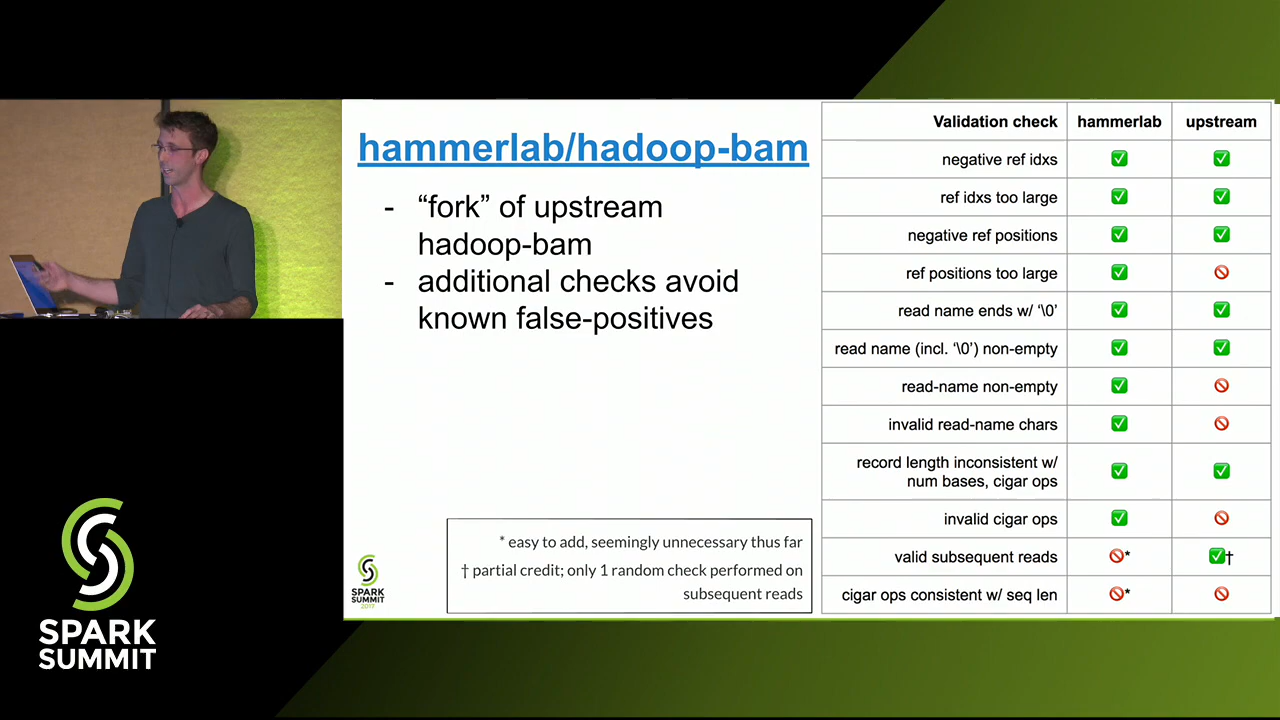 hammerlab/hadoop-bam
- “fork” of upstream
hadoop-bam
- additional checks avoid
known false-positives
* easy to add, seemingly unnecessary thus far
† partial credit; only 1 random check performed on
subsequent reads
Validation check hammerlab upstream
negative ref idxs ✅ ✅
ref idxs too large ✅ ✅
negative ref positions ✅ ✅
ref positions too large ✅ 🚫
read name ends w/ ‘\0’ ✅ ✅
read name (incl. ‘\0’) non-empty ✅ ✅
read-name non-empty ✅ 🚫
invalid read-name chars ✅ 🚫
record length inconsistent w/
num bases, cigar ops ✅ ✅
invalid cigar ops ✅ 🚫
valid subsequent reads 🚫* ✅†
cigar ops consistent w/ seq len 🚫* 🚫
SPARK
SUMMIT
2017
SPARK
SUMMIT